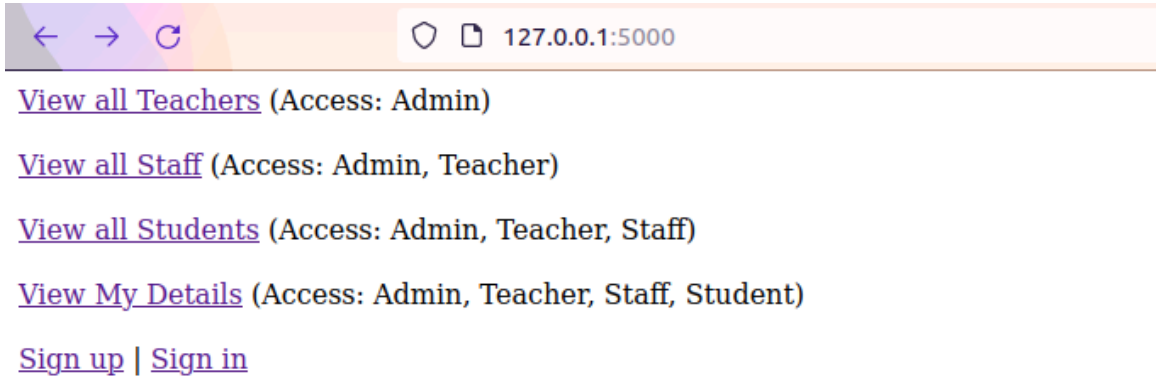 127.0.0.1:5000
View all Teachers (Access: Admin)
View all Staff (Access: Admin, Teacher)
View all Students (Access: Admin, Teacher, Staff)
View My Details (Access: Admin, Teacher, Staff, Student)
Sign up | Sign in